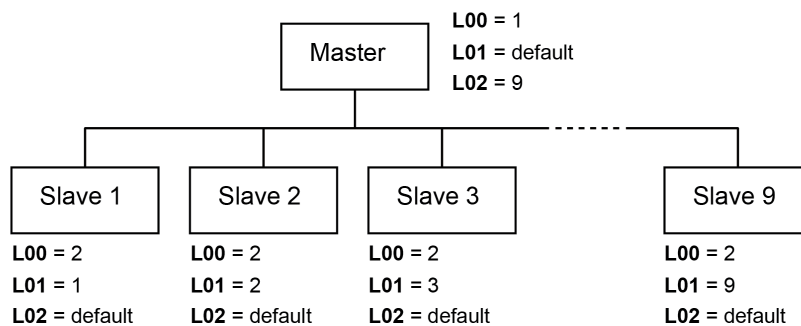 Master
L00 = 1
L01 = default
L02 = 9
Slave 1
Slave 2
Slave 3
Slave 9
L00 = 2
L00 = 2
L00 = 2
L00 = 2
L01 = 1
L01 = 2
L01 = 3
L01 = 9
L02 = default
L02 = default
L02 = default
L02 = default